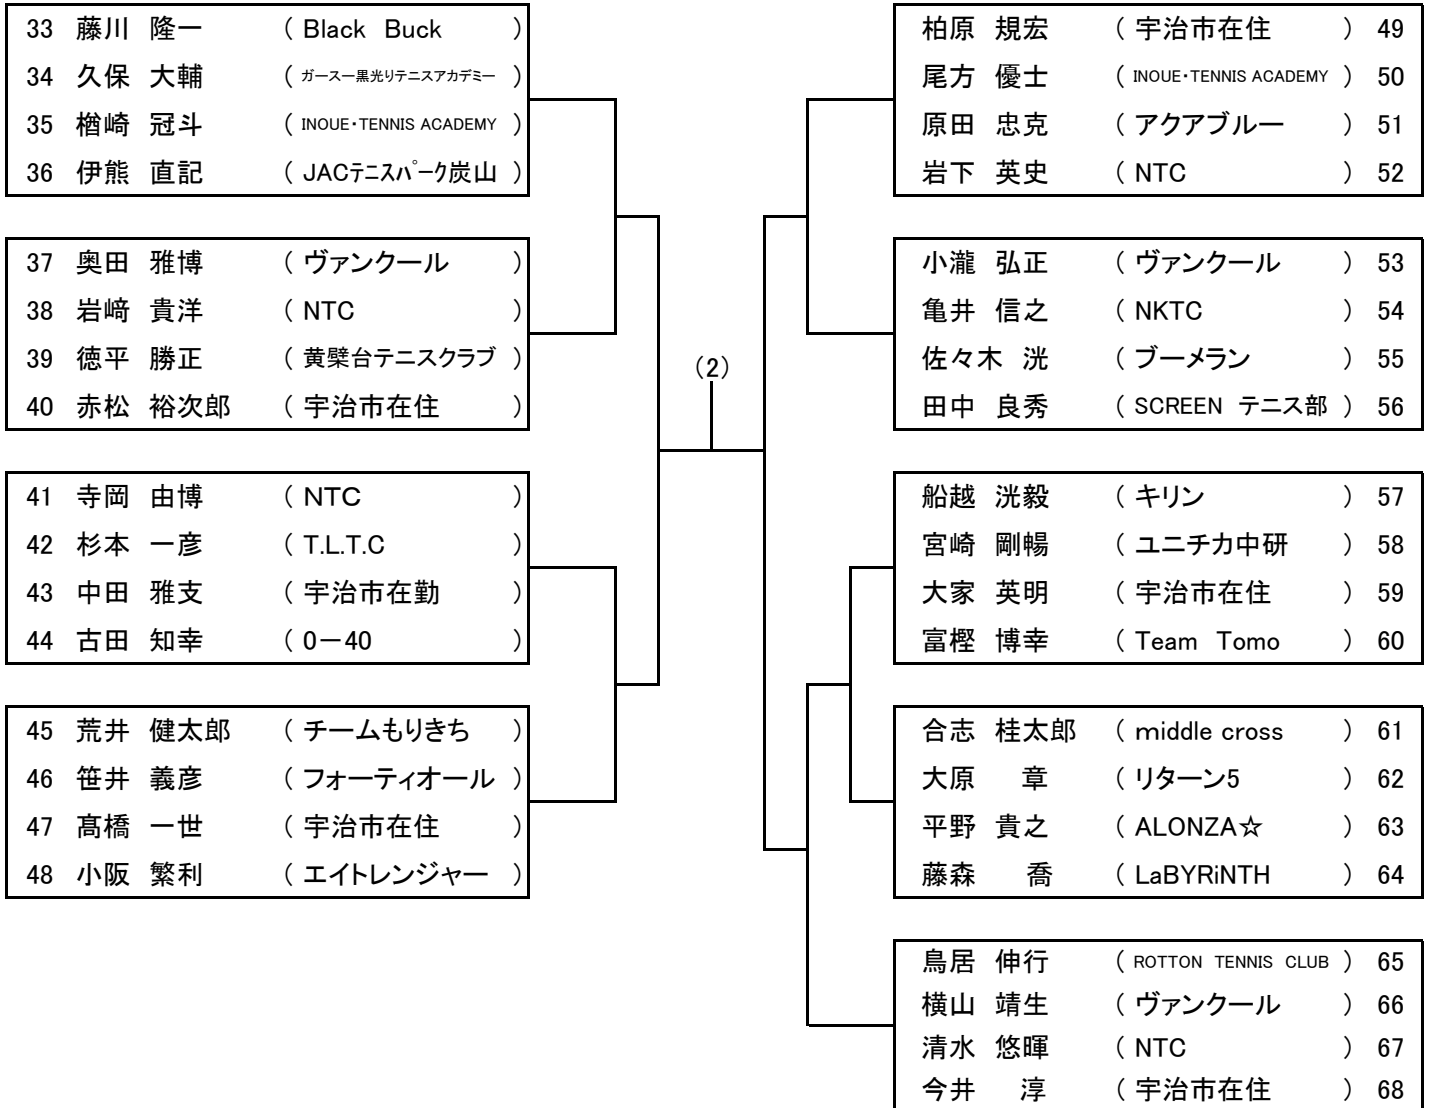 33 藤川 隆一 ( Black Buck )
34 久保 大輔 ( ガースー黒光りテニスアカデミー )
35 楢崎 冠斗 ( INOUE・TENNIS ACADEMY )
36 伊熊 直記 ( JACﾃﾆｽﾊﾟｰｸ炭山 )
37 奥田 雅博 ( ヴァンクール )
38 岩﨑 貴洋 ( NTC )
39 徳平 勝正 ( 黄檗台テニスクラブ )
40 赤松 裕次郎 ( 宇治市在住 )
41 寺岡 由博 ( NTC )
42 杉本 一彦 ( T.L.T.C )
43 中田 雅支 ( 宇治市在勤 )
44 古田 知幸 ( 0－40 )
45 荒井 健太郎 ( チームもりきち )
46 笹井 義彦 ( フォーティオール )
47 髙橋 一世 ( 宇治市在住 )
48 小阪 繁利 ( エイトレンジャー )
(2)
柏原 規宏 ( 宇治市在住 ) 49
尾方 優士 ( INOUE・TENNIS ACADEMY ) 50
原田 忠克 ( アクアブルー ) 51
岩下 英史 ( NTC ) 52
小瀧 弘正 ( ヴァンクール ) 53
亀井 信之 ( NKTC ) 54
佐々木 洸 ( ブーメラン ) 55
田中 良秀 ( SCREEN テニス部 ) 56
船越 洸毅 ( キリン ) 57
宮崎 剛暢 ( ユニチカ中研 ) 58
大家 英明 ( 宇治市在住 ) 59
富樫 博幸 ( Team Tomo ) 60
合志 桂太郎 ( middle cross ) 61
大原 章 ( リターン5 ) 62
平野 貴之 ( ALONZA☆ ) 63
藤森 喬 ( LaBYRiNTH ) 64
鳥居 伸行 ( ROTTON TENNIS CLUB ) 65
横山 靖生 ( ヴァンクール ) 66
清水 悠暉 ( NTC ) 67
今井 淳 ( 宇治市在住 ) 68